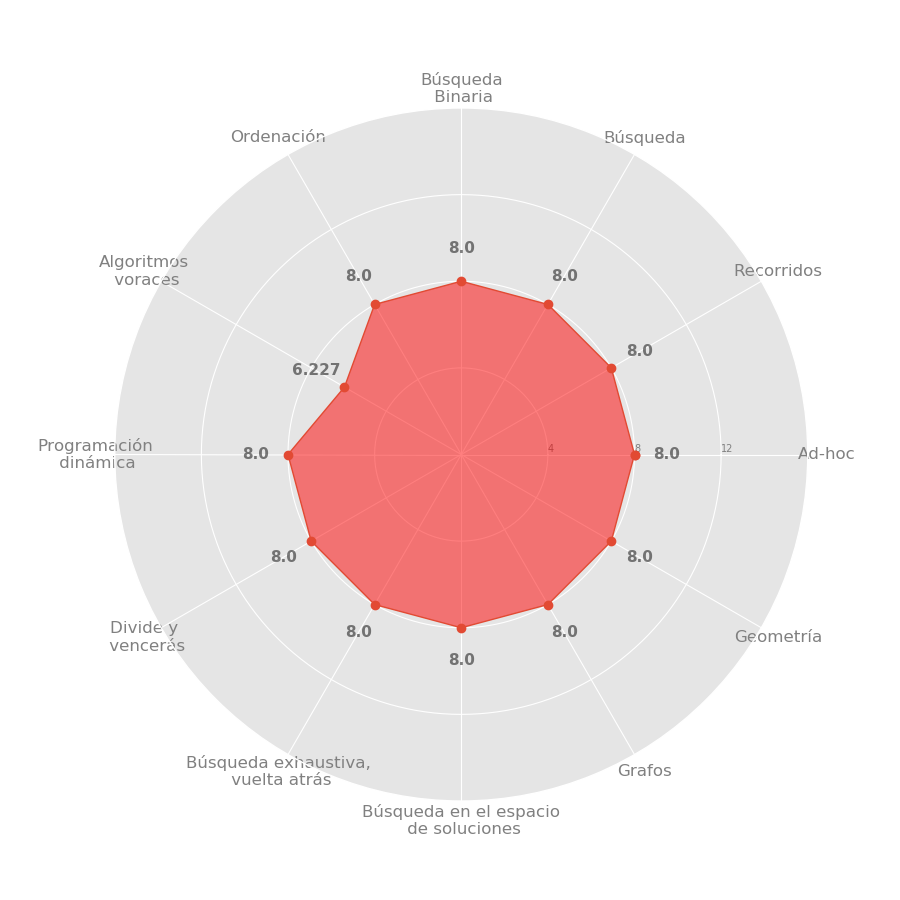 Búsqueda
Binaria
Ordenación
Búsqueda
8.0
Algoritmos
voraces
8.0
8.0
Recorridos
6.227
8.0
Programación
dinámica
8.0
4
8
8.0
12
Ad-hoc
8.0
8.0
Divide y
vencerás
8.0
8.0
8.0
Geometría
Búsqueda exhaustiva,
vuelta atrás
Grafos
Búsqueda en el espacio
de soluciones